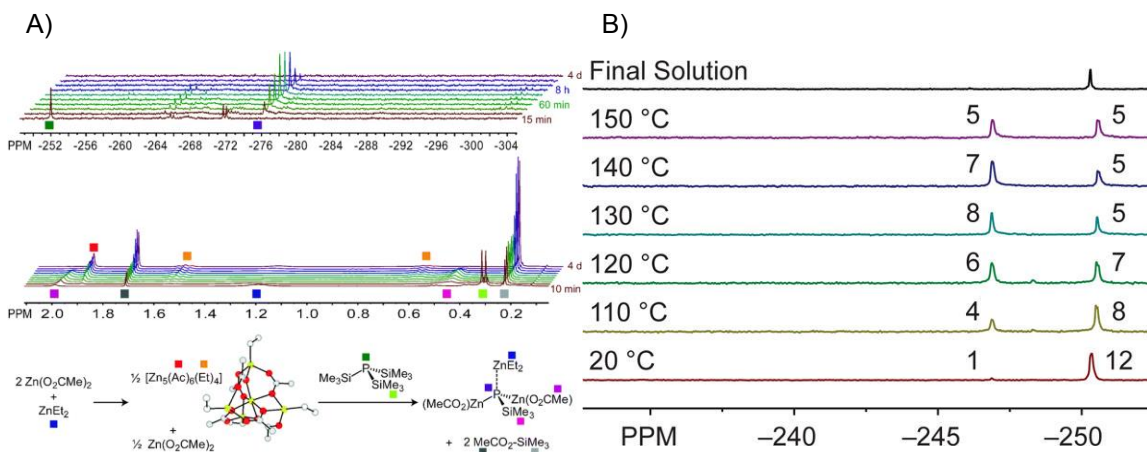 A)
4 d
8 h
60 min
15 min
PPM -252 -256 -260 -264 -268 -272 -276 -280 -284 -288 -292 -296 -300 -304
4 d
10 min
2.0 1.8 1.6 1.4 1.2 1.0 0.8 0.6 0.4 0.2
PPM
2 Zn(O₂CMe)₂
+
ZnEt₂
½ [Zn₅(Ac)₆(Et)₄]
+
½ Zn(O₂CMe)₂
Me₃Si P SiMe₃
SiMe₃
ZnEt₂
(MeCO₂)Zn P Zn(O₂CMe)
SiMe₃
+ 2 MeCO₂-SiMe₃
B)
Final Solution
150 °C 5 5
140 °C 7 5
130 °C 8 5
120 °C 6 7
110 °C 4 8
20 °C 1 12
PPM –240 –245 –250